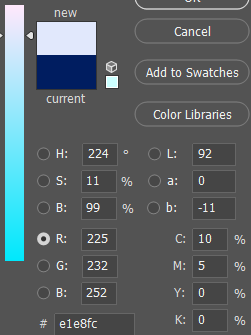 new
Cancel
Add to Swatches
current
Color Libraries
H: 224 ° L: 92
S: 11 % a: 0
B: 99 % b: -11
R: 225 C: 10 %
G: 232 M: 5 %
B: 252 Y: 0 %
# e1e8fc K: 0 %